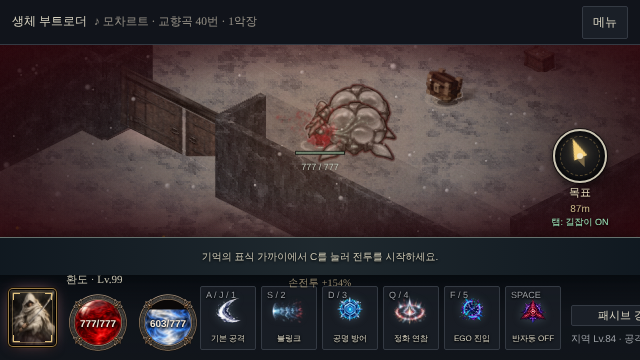 생체 부트로더 ♪ 모차르트 · 교향곡 40번 · 1악장
메뉴
777 / 777
목표
87m
탭: 길잡이 ON
기억의 표식 가까이에서 C를 눌러 전투를 시작하세요.
환도 · Lv.99
손전투 +154%
777/777
603/777
A / J / 1
기본 공격
S / 2
블링크
D / 3
공명 방어
Q / 4
정화 연참
F / 5
EGO 진입
SPACE
반자동 OFF
패시브
지역 Lv.84 · 공격